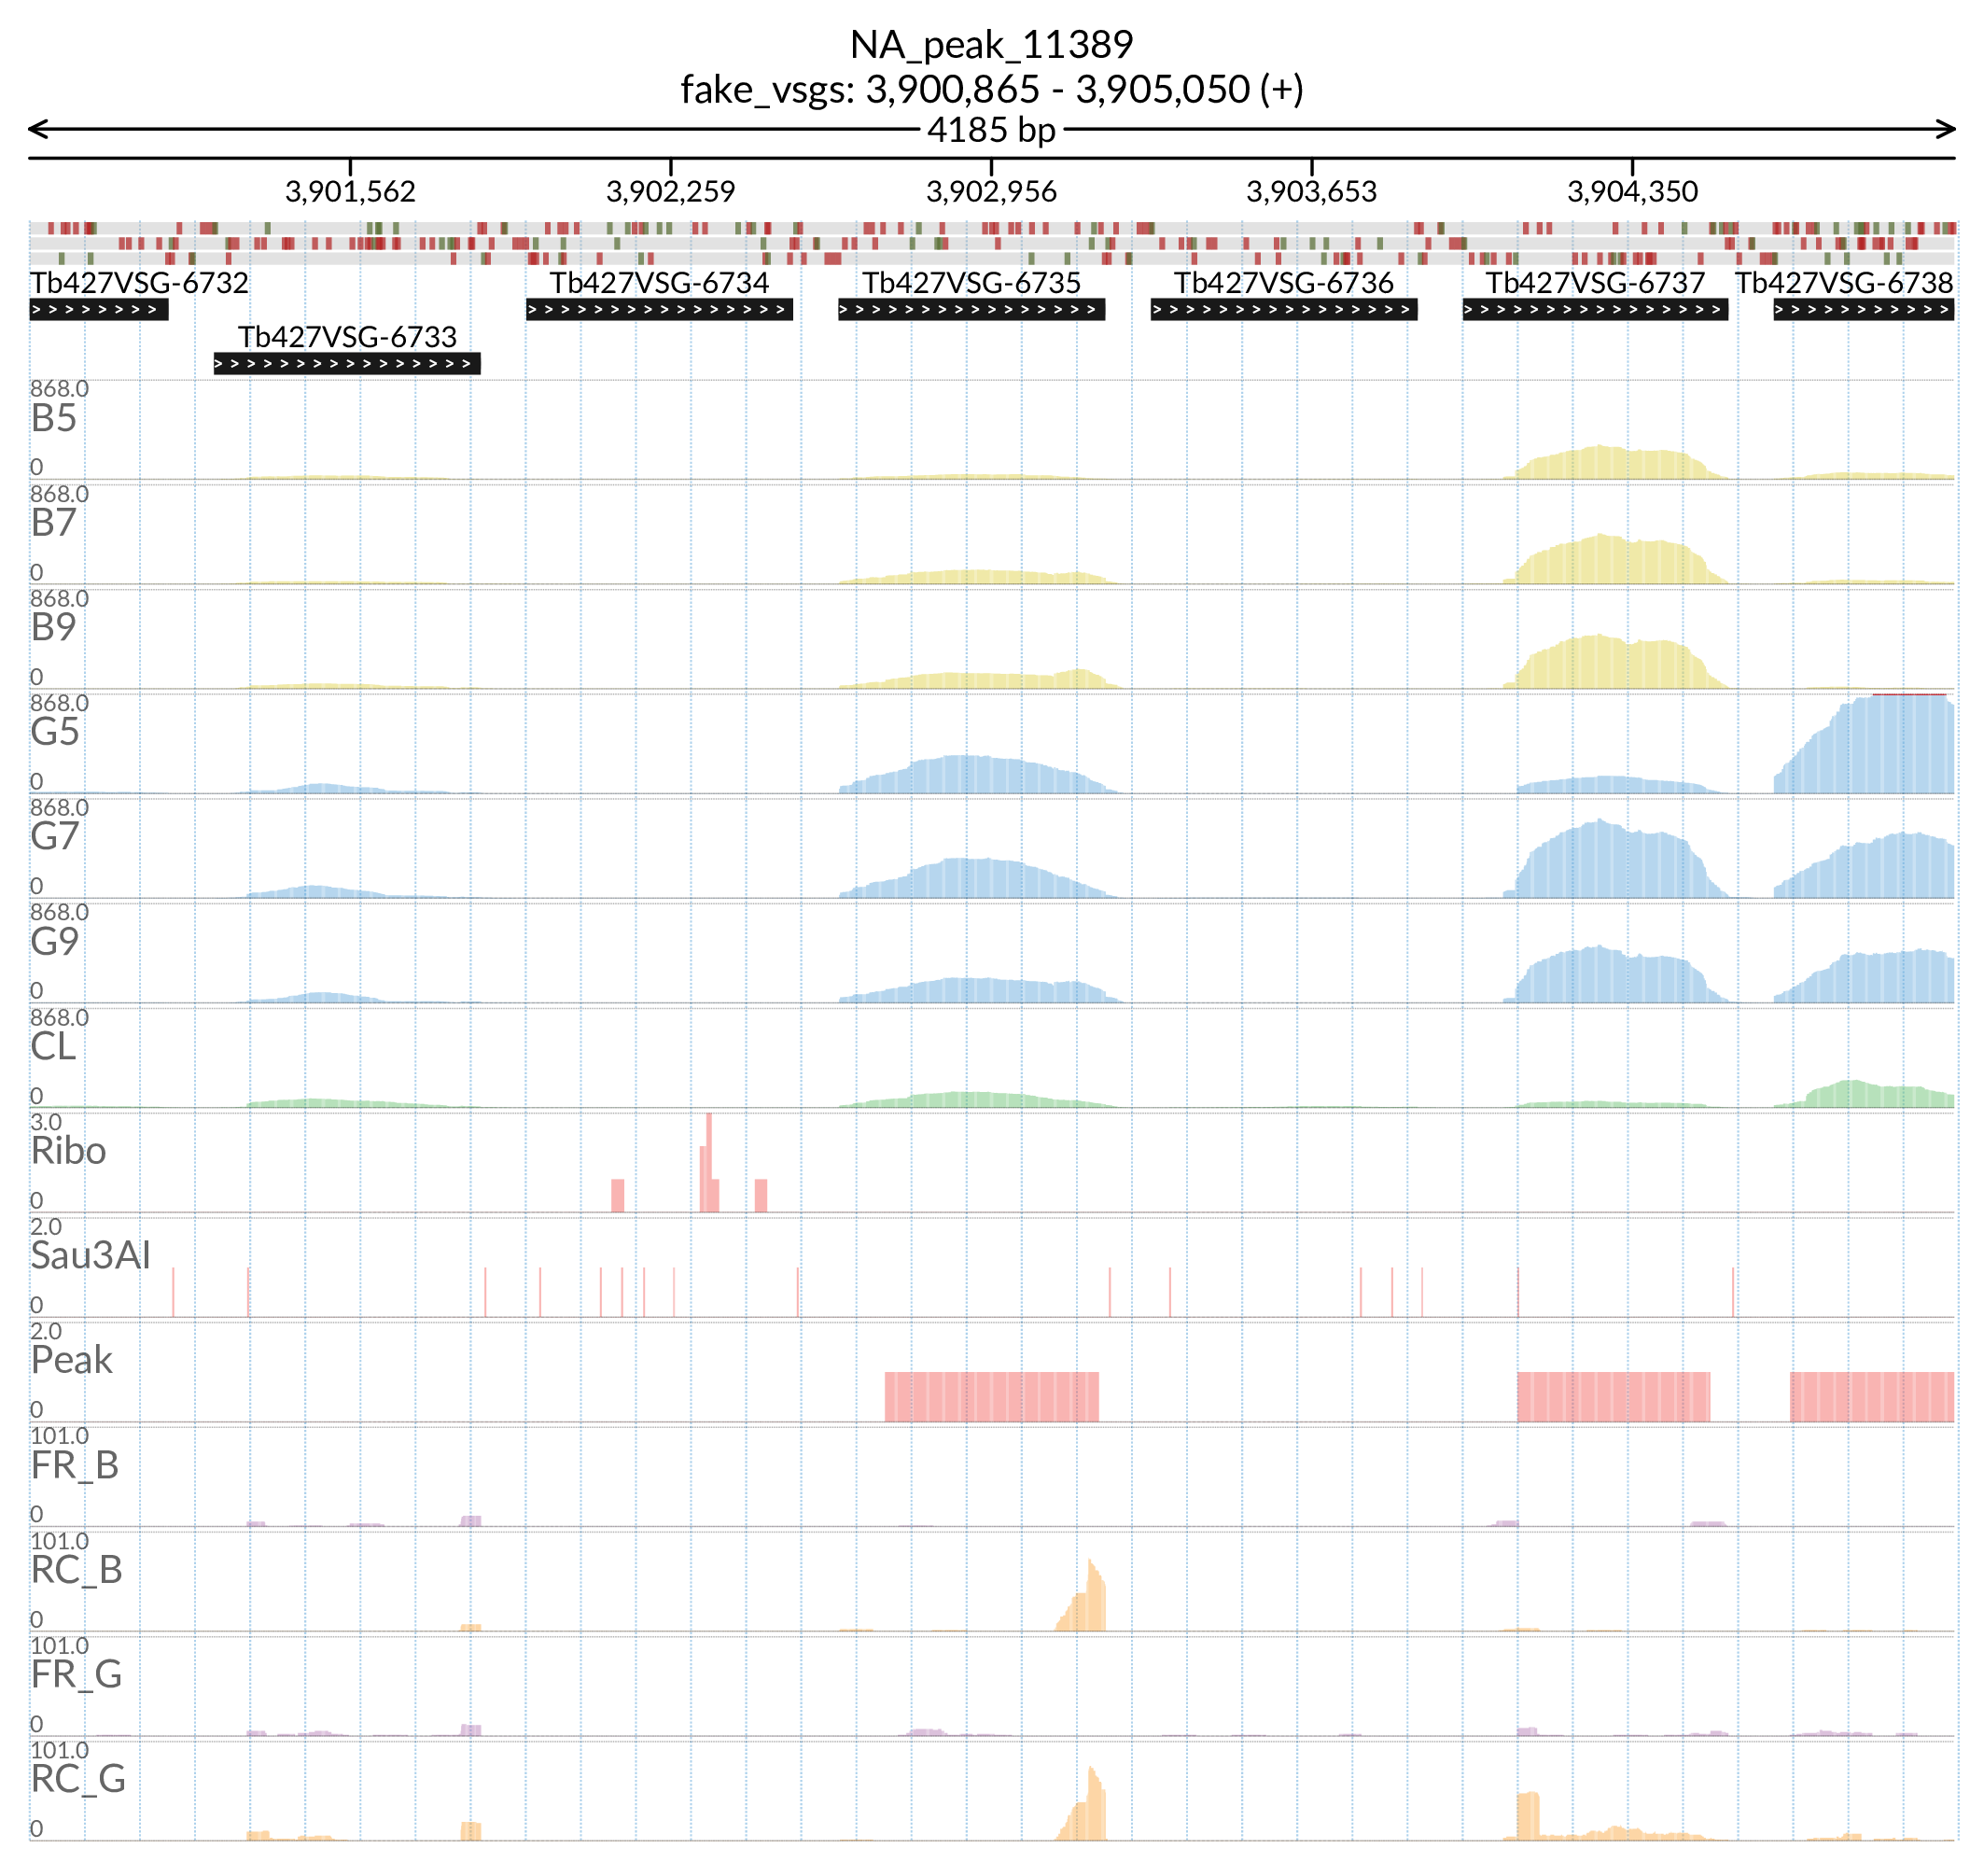 NA_peak_11389
fake_vsgs: 3,900,865 - 3,905,050 (+)
4185 bp
3,901,562 3,902,259 3,902,956 3,903,653 3,904,350
Tb427VSG-6732 Tb427VSG-6734 Tb427VSG-6735 Tb427VSG-6736 Tb427VSG-6737 Tb427VSG-6738
Tb427VSG-6733
868.0
B5
0
868.0
B7
0
868.0
B9
0
868.0
G5
0
868.0
G7
0
868.0
G9
0
868.0
CL
0
3.0
Ribo
0
2.0
Sau3AI
0
2.0
Peak
0
101.0
FR_B
0
101.0
RC_B
0
101.0
FR_G
0
101.0
RC_G
0